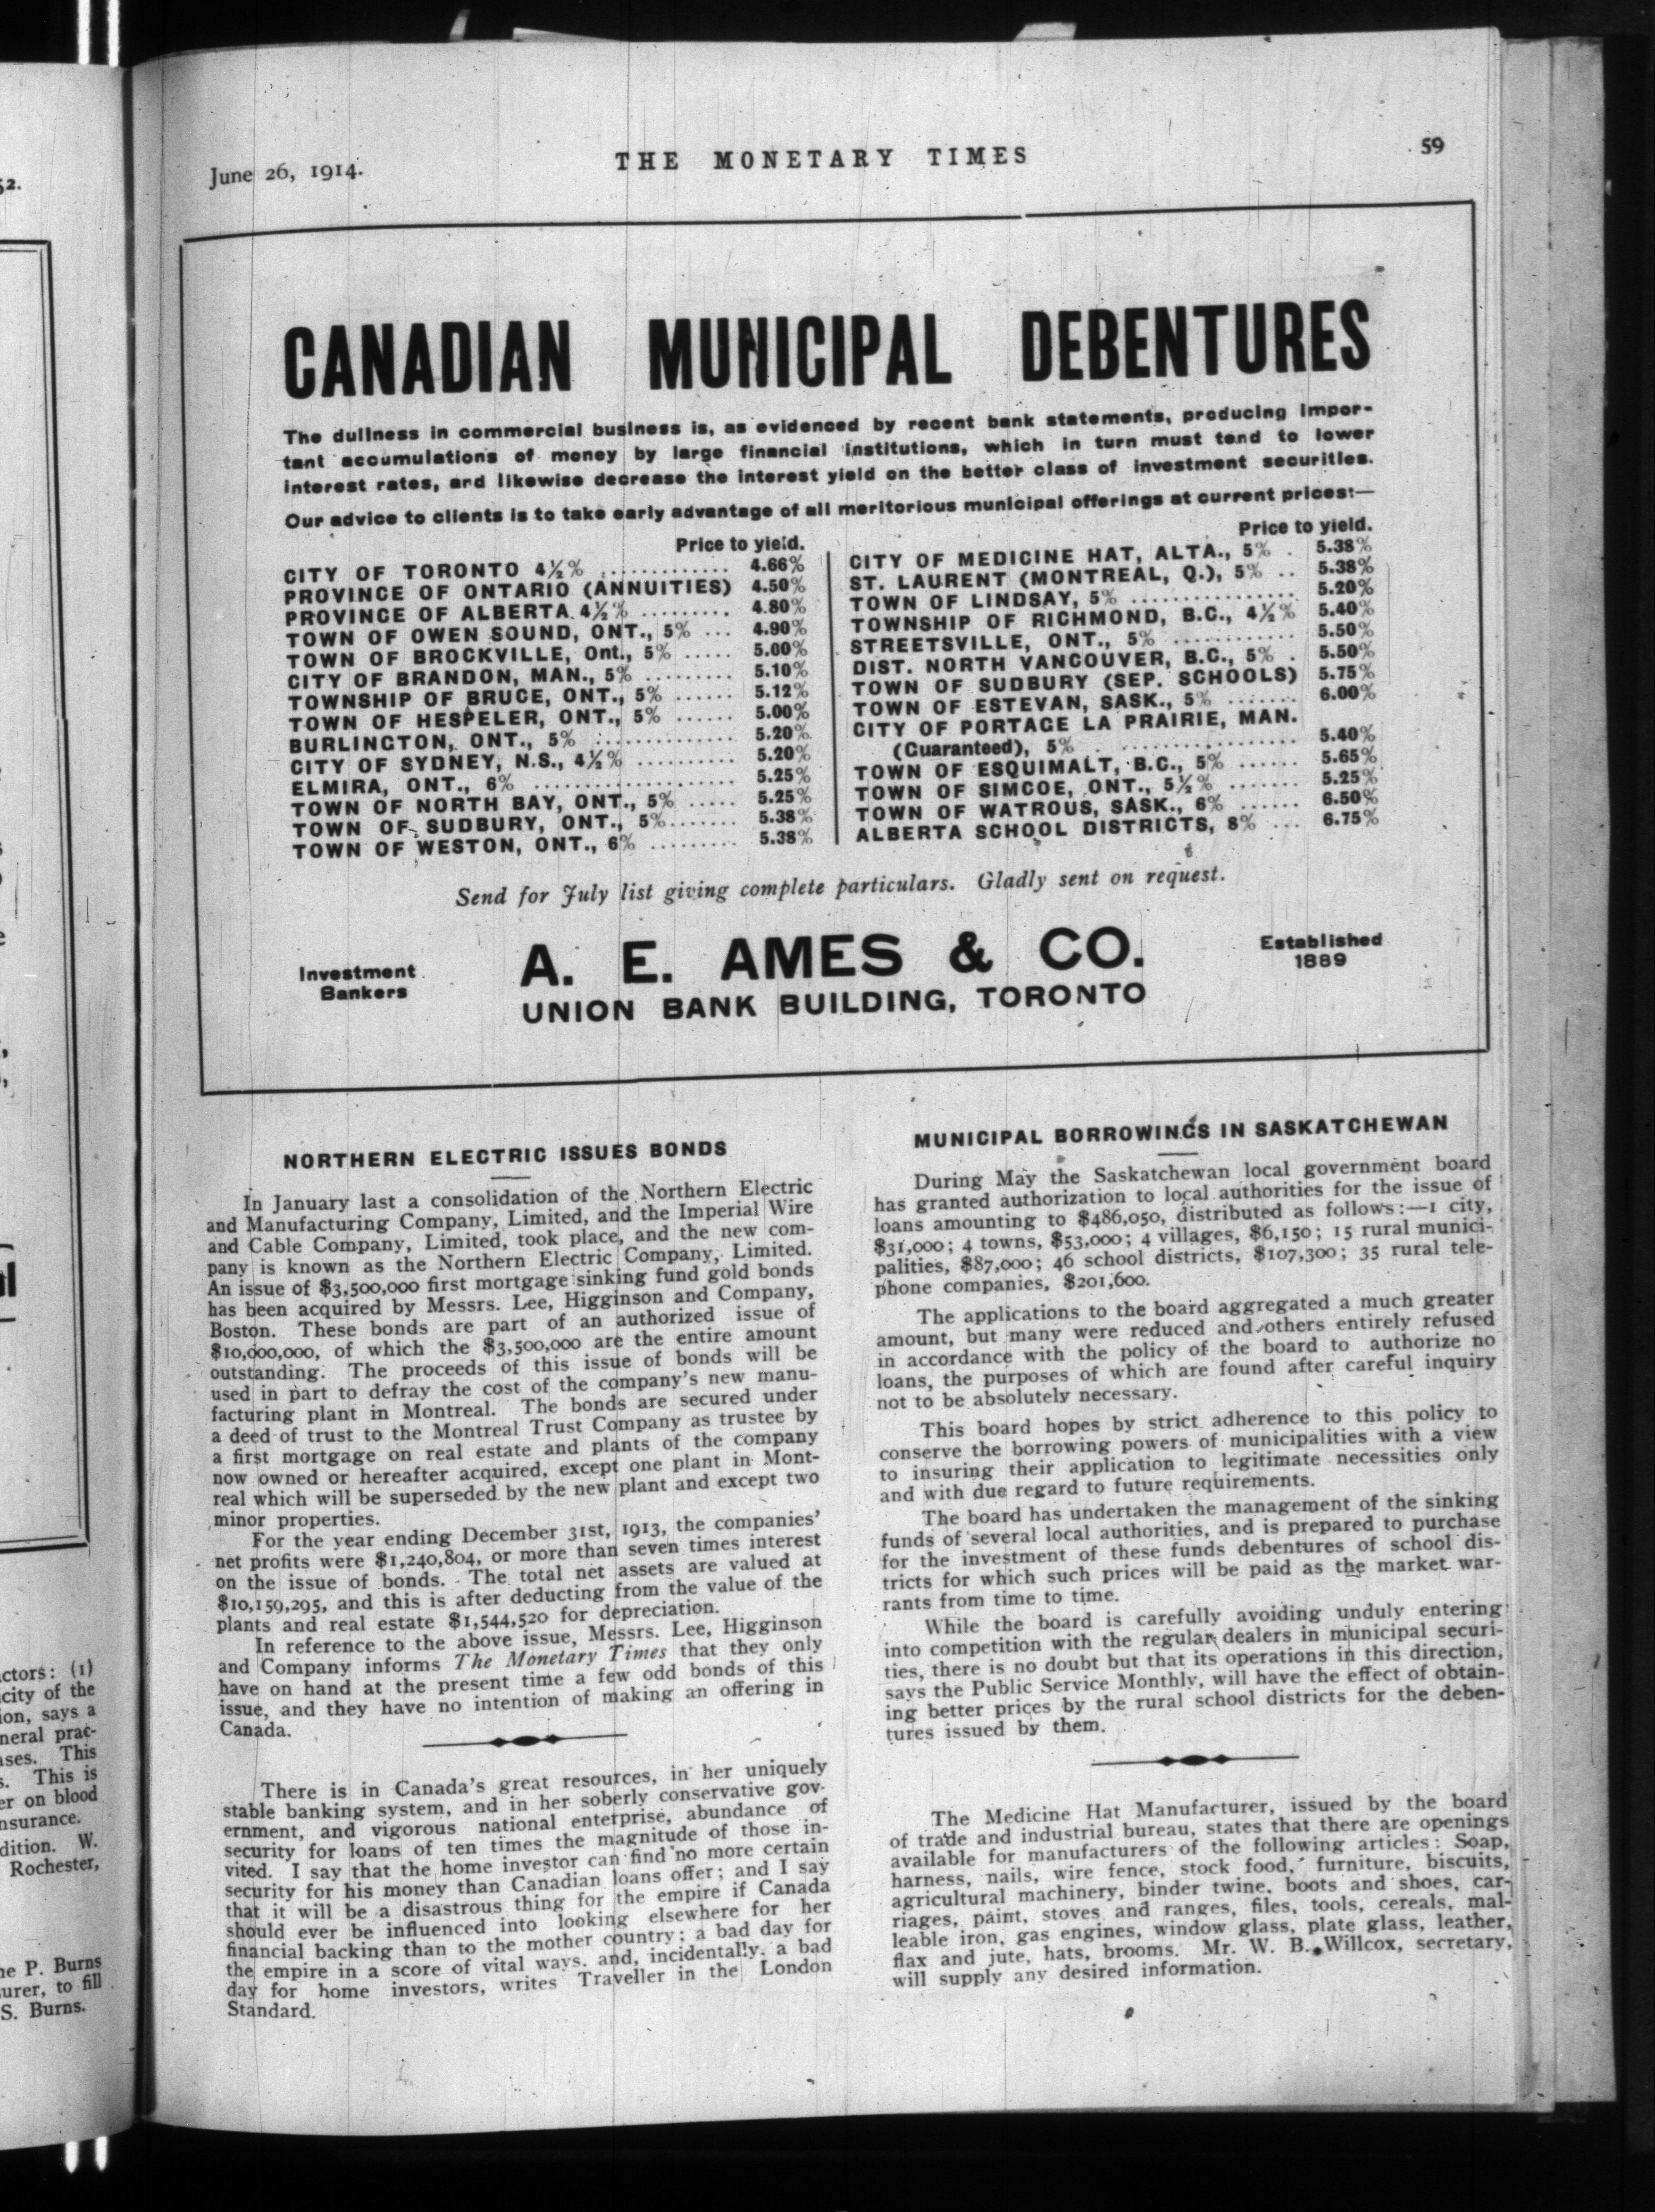 June 26, 1914.
THE MONETARY TIMES
59
CANADIAN MUNICIPAL DEBENTURES
The dullness in commercial business is, as evidenced by recent bank statements, producing impor-
tant accumulations of money by large financial institutions, which in turn must tend to lower
interest rates, and likewise decrease the interest yield on the better class of investment securities.
Our advice to clients is to take early advantage of all meritorious municipal offerings at current prices:—
Price to yield.
CITY OF TORONTO 4½% ............ 4.66%
PROVINCE OF ONTARIO (ANNUITIES) 4.50%
PROVINCE OF ALBERTA 4½% ......... 4.80%
TOWN OF OWEN SOUND, ONT., 5% ... 4.90%
TOWN OF BROCKVILLE, Ont., 5% ..... 5.00%
CITY OF BRANDON, MAN., 5% ......... 5.10%
TOWNSHIP OF BRUCE, ONT., 5% ...... 5.12%
TOWN OF HESPELER, ONT., 5% ...... 5.00%
BURLINGTON, ONT., 5% .............. 5.20%
CITY OF SYDNEY, N.S., 4½% .......... 5.20%
ELMIRA, ONT., 6% .................... 5.25%
TOWN OF NORTH BAY, ONT., 5% ..... 5.25%
TOWN OF SUDBURY, ONT., 5%....... 5.38%
TOWN OF WESTON, ONT., 6% ......... 5.38%
Price to yield.
CITY OF MEDICINE HAT, ALTA., 5% . 5.38%
ST. LAURENT (MONTREAL, Q.), 5% .. 5.38%
TOWN OF LINDSAY, 5% ................ 5.20%
TOWNSHIP OF RICHMOND, B.C., 4½% 5.40%
STREETSVILLE, ONT., 5% ............ 5.50%
DIST. NORTH VANCOUVER, B.C., 5% . 5.50%
TOWN OF SUDBURY (SEP. SCHOOLS) 5.75%
TOWN OF ESTEVAN, SASK., 5% ....... 6.00%
CITY OF PORTAGE LA PRAIRIE, MAN.
(Guaranteed), 5% .................. 5.40%
TOWN OF ESQUIMALT, B.C., 5% ...... 5.65%
TOWN OF SIMCOE, ONT., 5½% ....... 5.25%
TOWN OF WATROUS, SASK., 6% ...... 6.50%
ALBERTA SCHOOL DISTRICTS, 8% ... 6.75%
Send for July list giving complete particulars. Gladly sent on request.
Investment
Bankers
A. E. AMES & CO.
UNION BANK BUILDING, TORONTO
Established
1889
NORTHERN ELECTRIC ISSUES BONDS
In January last a consolidation of the Northern Electric
and Manufacturing Company, Limited, and the Imperial Wire
and Cable Company, Limited, took place, and the new com-
pany is known as the Northern Electric Company, Limited.
An issue of $3,500,000 first mortgage sinking fund gold bonds
has been acquired by Messrs. Lee, Higginson and Company,
Boston. These bonds are part of an authorized issue of
$10,000,000, of which the $3,500,000 are the entire amount
outstanding. The proceeds of this issue of bonds will be
used in part to defray the cost of the company's new manu-
facturing plant in Montreal. The bonds are secured under
a deed of trust to the Montreal Trust Company as trustee by
a first mortgage on real estate and plants of the company
now owned or hereafter acquired, except one plant in Mont-
real which will be superseded by the new plant and except two
minor properties.
For the year ending December 31st, 1913, the companies'
net profits were $1,240,804, or more than seven times interest
on the issue of bonds. The total net assets are valued at
$10,159,295, and this is after deducting from the value of the
plants and real estate $1,544,520 for depreciation.
In reference to the above issue, Messrs. Lee, Higginson
and Company informs The Monetary Times that they only
have on hand at the present time a few odd bonds of this
issue, and they have no intention of making an offering in
Canada.
There is in Canada's great resources, in her uniquely
stable banking system, and in her soberly conservative gov-
ernment, and vigorous national enterprise, abundance of
security for loans of ten times the magnitude of those in-
vited. I say that the home investor can find no more certain
security for his money than Canadian loans offer; and I say
that it will be a disastrous thing for the empire if Canada
should ever be influenced into looking elsewhere for her
financial backing than to the mother country; a bad day for
the empire in a score of vital ways, and, incidentally, a bad
day for home investors, writes Traveller in the London
Standard.
MUNICIPAL BORROWINGS IN SASKATCHEWAN
During May the Saskatchewan local government board
has granted authorization to local authorities for the issue of
loans amounting to $486,050, distributed as follows:—1 city,
$31,000; 4 towns, $53,000; 4 villages, $6,150; 15 rural munici-
palities, $87,000; 46 school districts, $107,300; 35 rural tele-
phone companies, $201,600.
The applications to the board aggregated a much greater
amount, but many were reduced and others entirely refused
in accordance with the policy of the board to authorize no
loans, the purposes of which are found after careful inquiry
not to be absolutely necessary.
This board hopes by strict adherence to this policy to
conserve the borrowing powers of municipalities with a view
to insuring their application to legitimate necessities only
and with due regard to future requirements.
The board has undertaken the management of the sinking
funds of several local authorities, and is prepared to purchase
for the investment of these funds debentures of school dis-
tricts for which such prices will be paid as the market war-
rants from time to time.
While the board is carefully avoiding unduly entering
into competition with the regular dealers in municipal securi-
ties, there is no doubt but that its operations in this direction,
says the Public Service Monthly, will have the effect of obtain-
ing better prices by the rural school districts for the deben-
tures issued by them.
The Medicine Hat Manufacturer, issued by the board
of trade and industrial bureau, states that there are openings
available for manufacturers of the following articles: Soap,
harness, nails, wire fence, stock food, furniture, biscuits,
agricultural machinery, binder twine, boots and shoes, car-
riages, paint, stoves and ranges, files, tools, cereals, mal-
leable iron, gas engines, window glass, plate glass, leather,
flax and jute, hats, brooms. Mr. W. B. Willcox, secretary,
will supply any desired information.